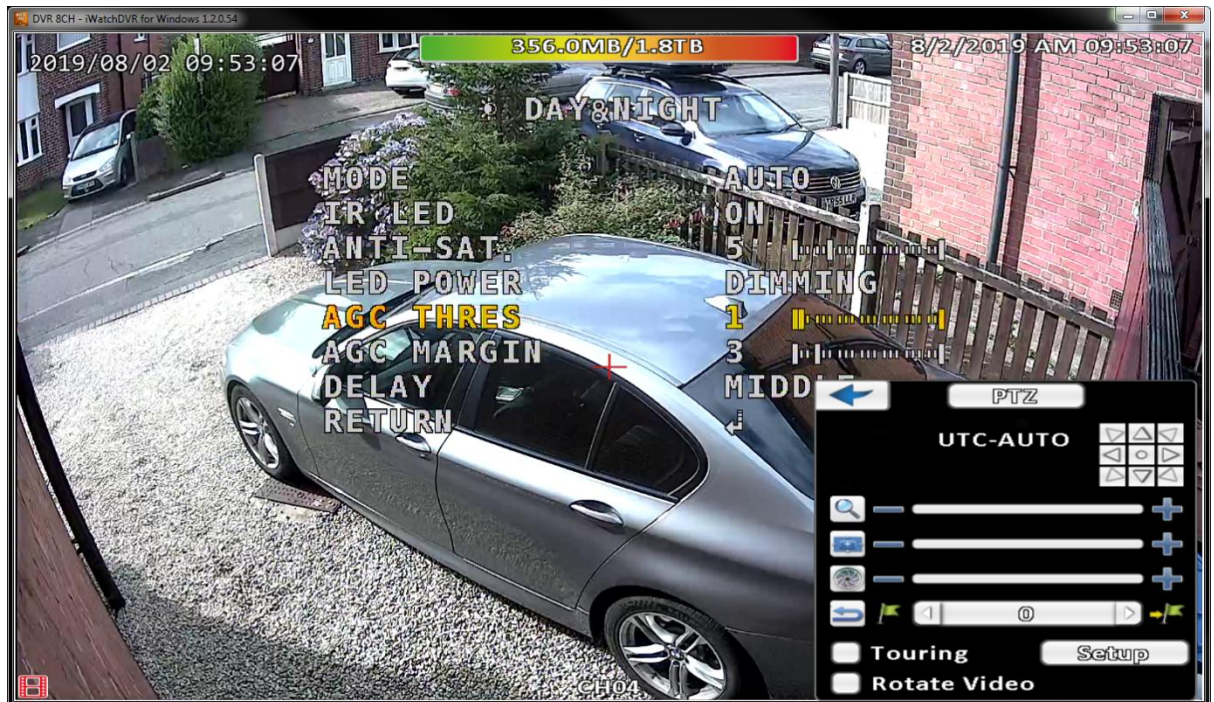 DVR 8CH - iWatchDVR for Windows 1.2.0.54
356.0MB/1.8TB
8/2/2019 AM 09:53:07
2019/08/02 09:53:07
DAY&NIGHT
MODE AUTO
IR LED ON
ANTI-SAT. 5
LED POWER DIMMING
AGC THRES 1
AGC MARGIN 3
DELAY MIDDLE
RETURN
PTZ
UTC-AUTO
0
Touring
Setup
Rotate Video
CH04